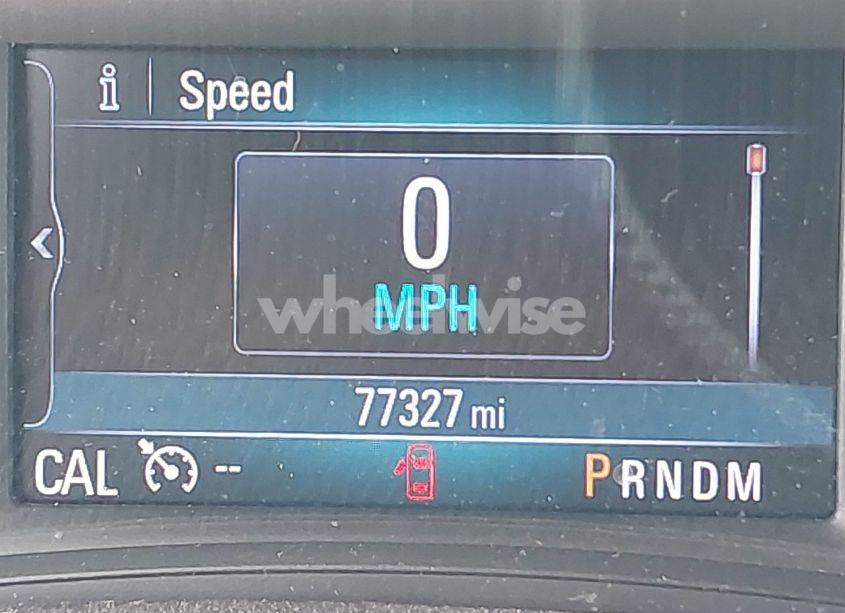 i | Speed
0
MPH
wheelwise
77327 mi
CAL -- PRNDM